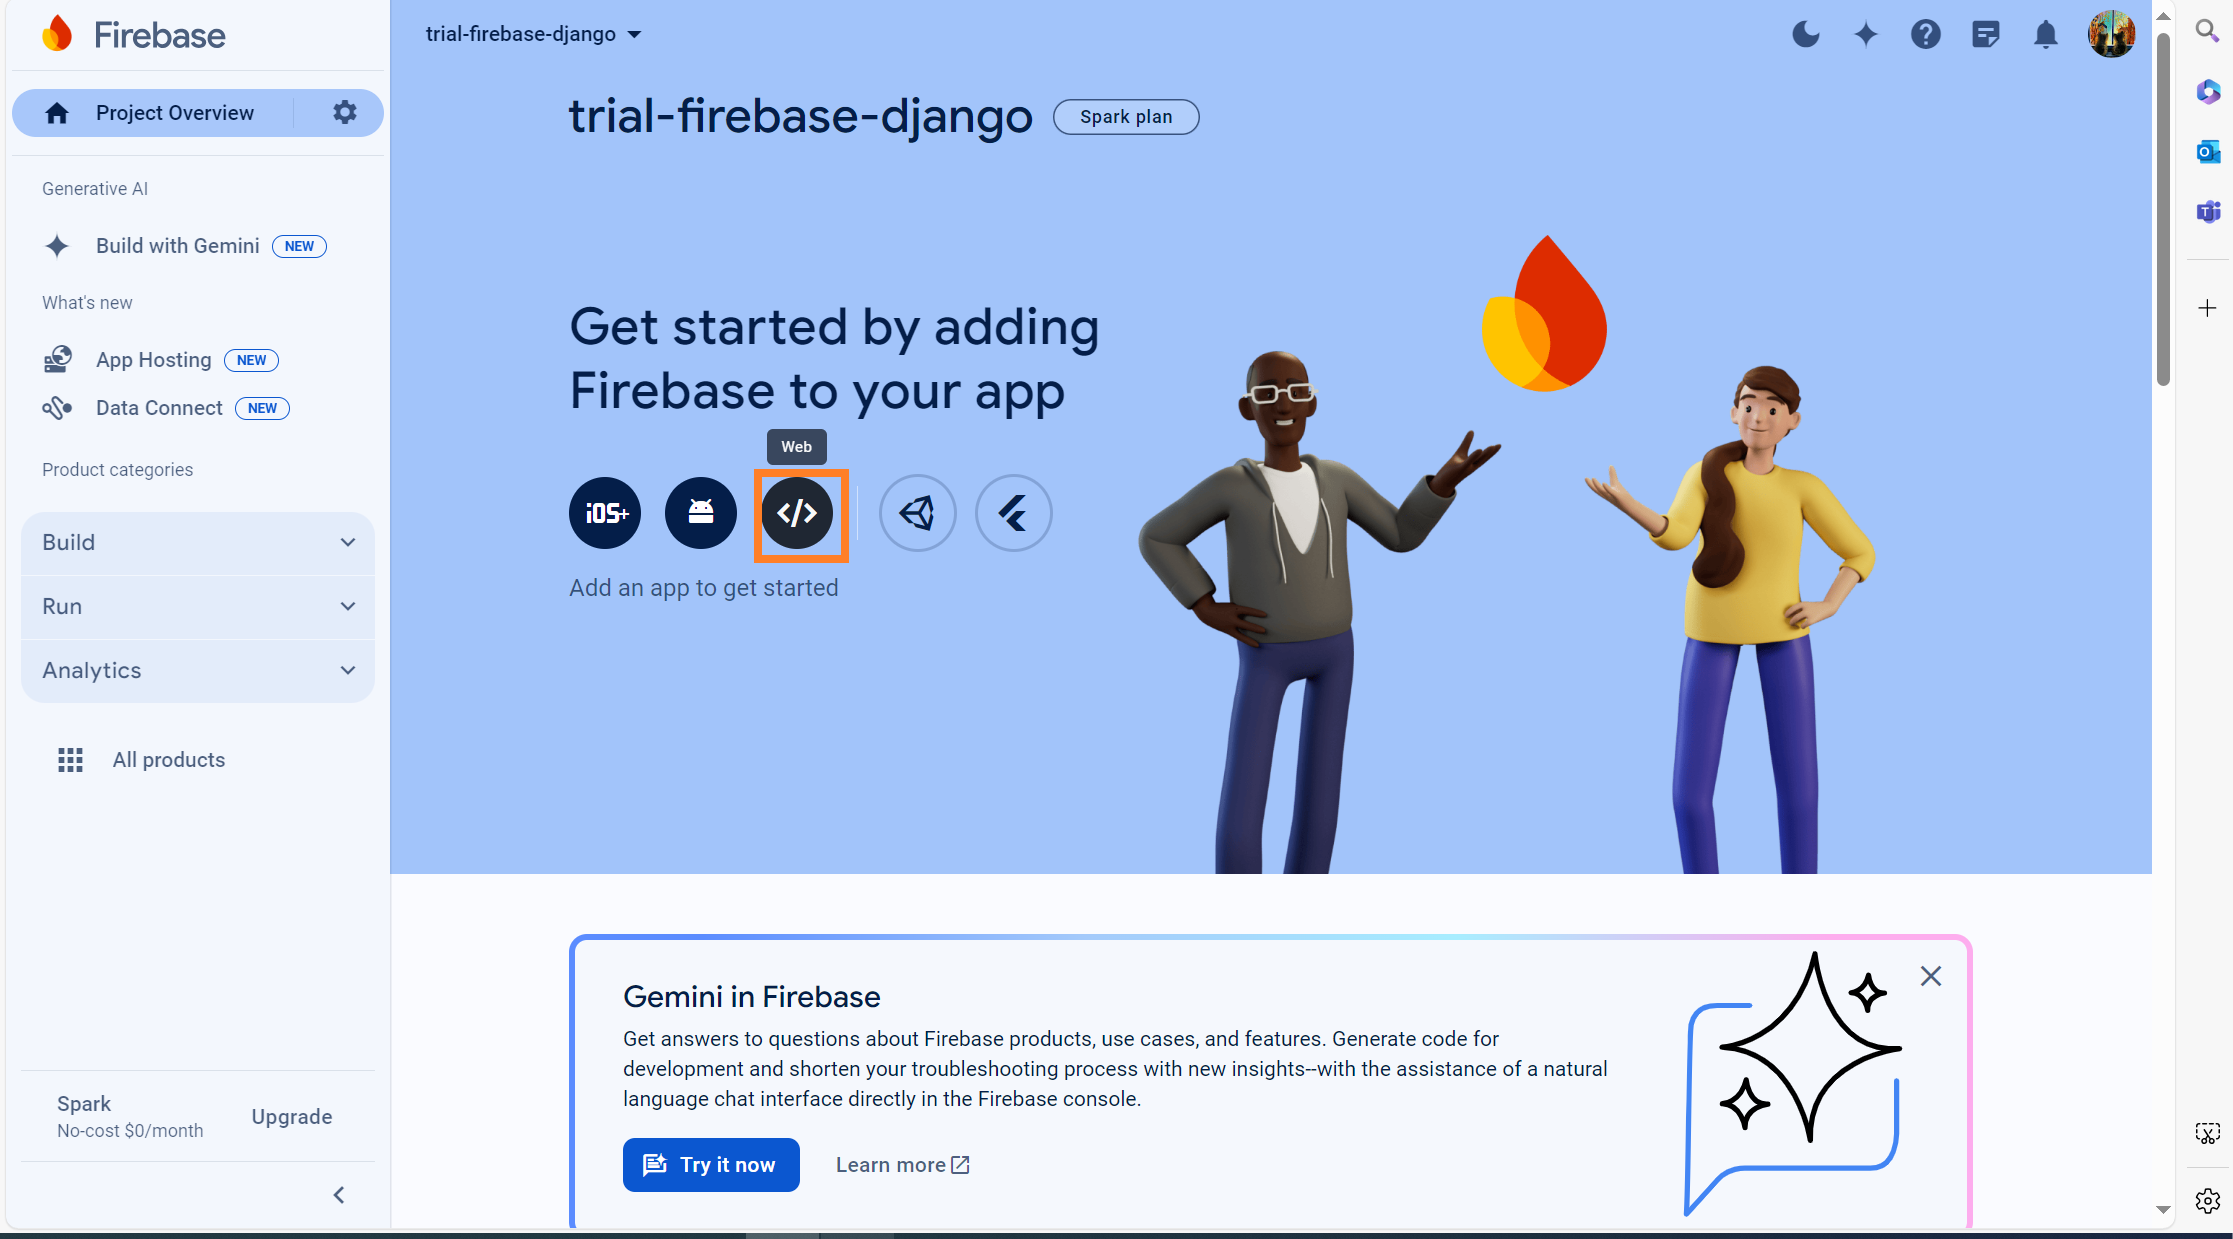 Firebase
Project Overview
Generative AI
Build with Gemini NEW
What's new
App Hosting NEW
Data Connect NEW
Product categories
Build
Run
Analytics
All products
Spark
No-cost $0/month
Upgrade
trial-firebase-django
trial-firebase-django Spark plan
Get started by adding
Firebase to your app
Web
iOS+
</>
Add an app to get started
Gemini in Firebase
Get answers to questions about Firebase products, use cases, and features. Generate code for
development and shorten your troubleshooting process with new insights--with the assistance of a natural
language chat interface directly in the Firebase console.
Try it now Learn more